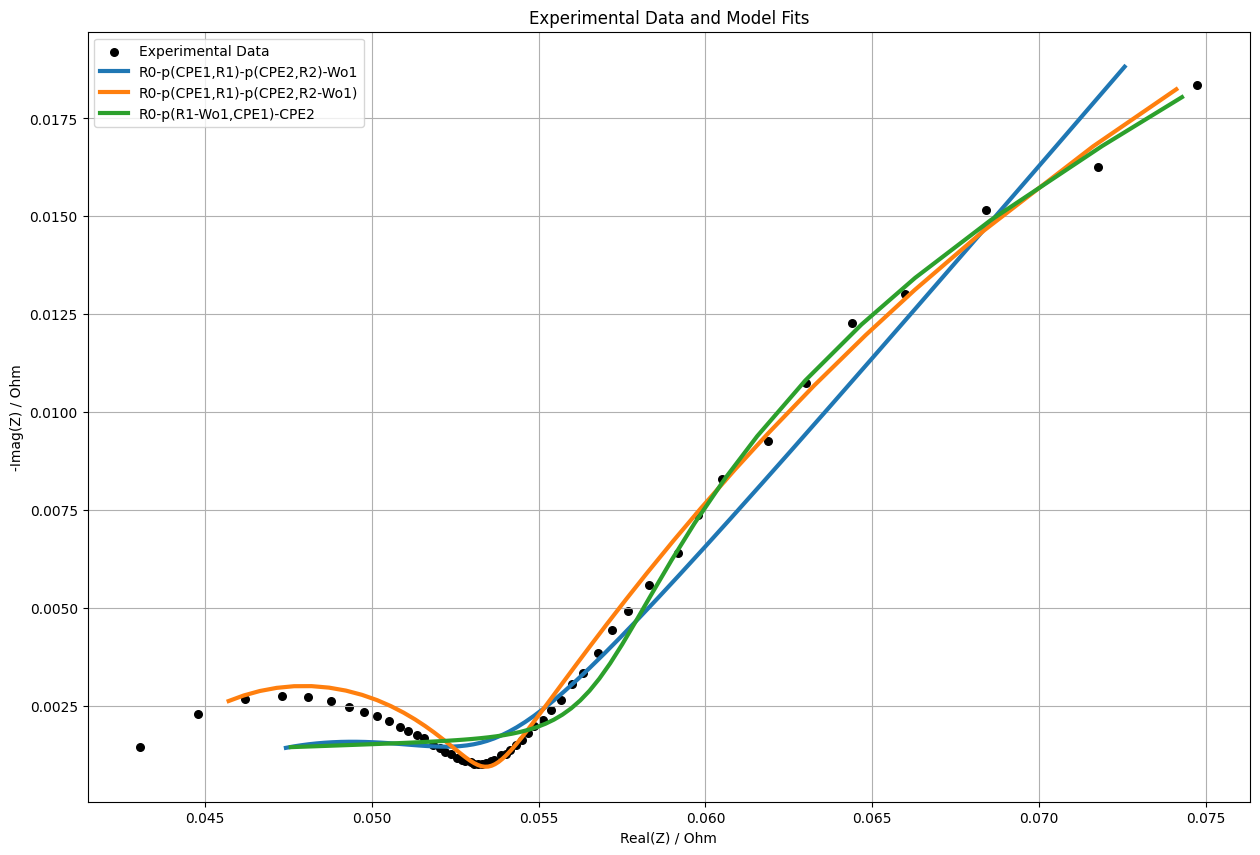 Experimental Data and Model Fits
Experimental Data
R0-p(CPE1,R1)-p(CPE2,R2)-Wo1
R0-p(CPE1,R1)-p(CPE2,R2-Wo1)
R0-p(R1-Wo1,CPE1)-CPE2
-Imag(Z) / Ohm
0.0175
0.0150
0.0125
0.0100
0.0075
0.0050
0.0025
0.045 0.050 0.055 0.060 0.065 0.070 0.075
Real(Z) / Ohm